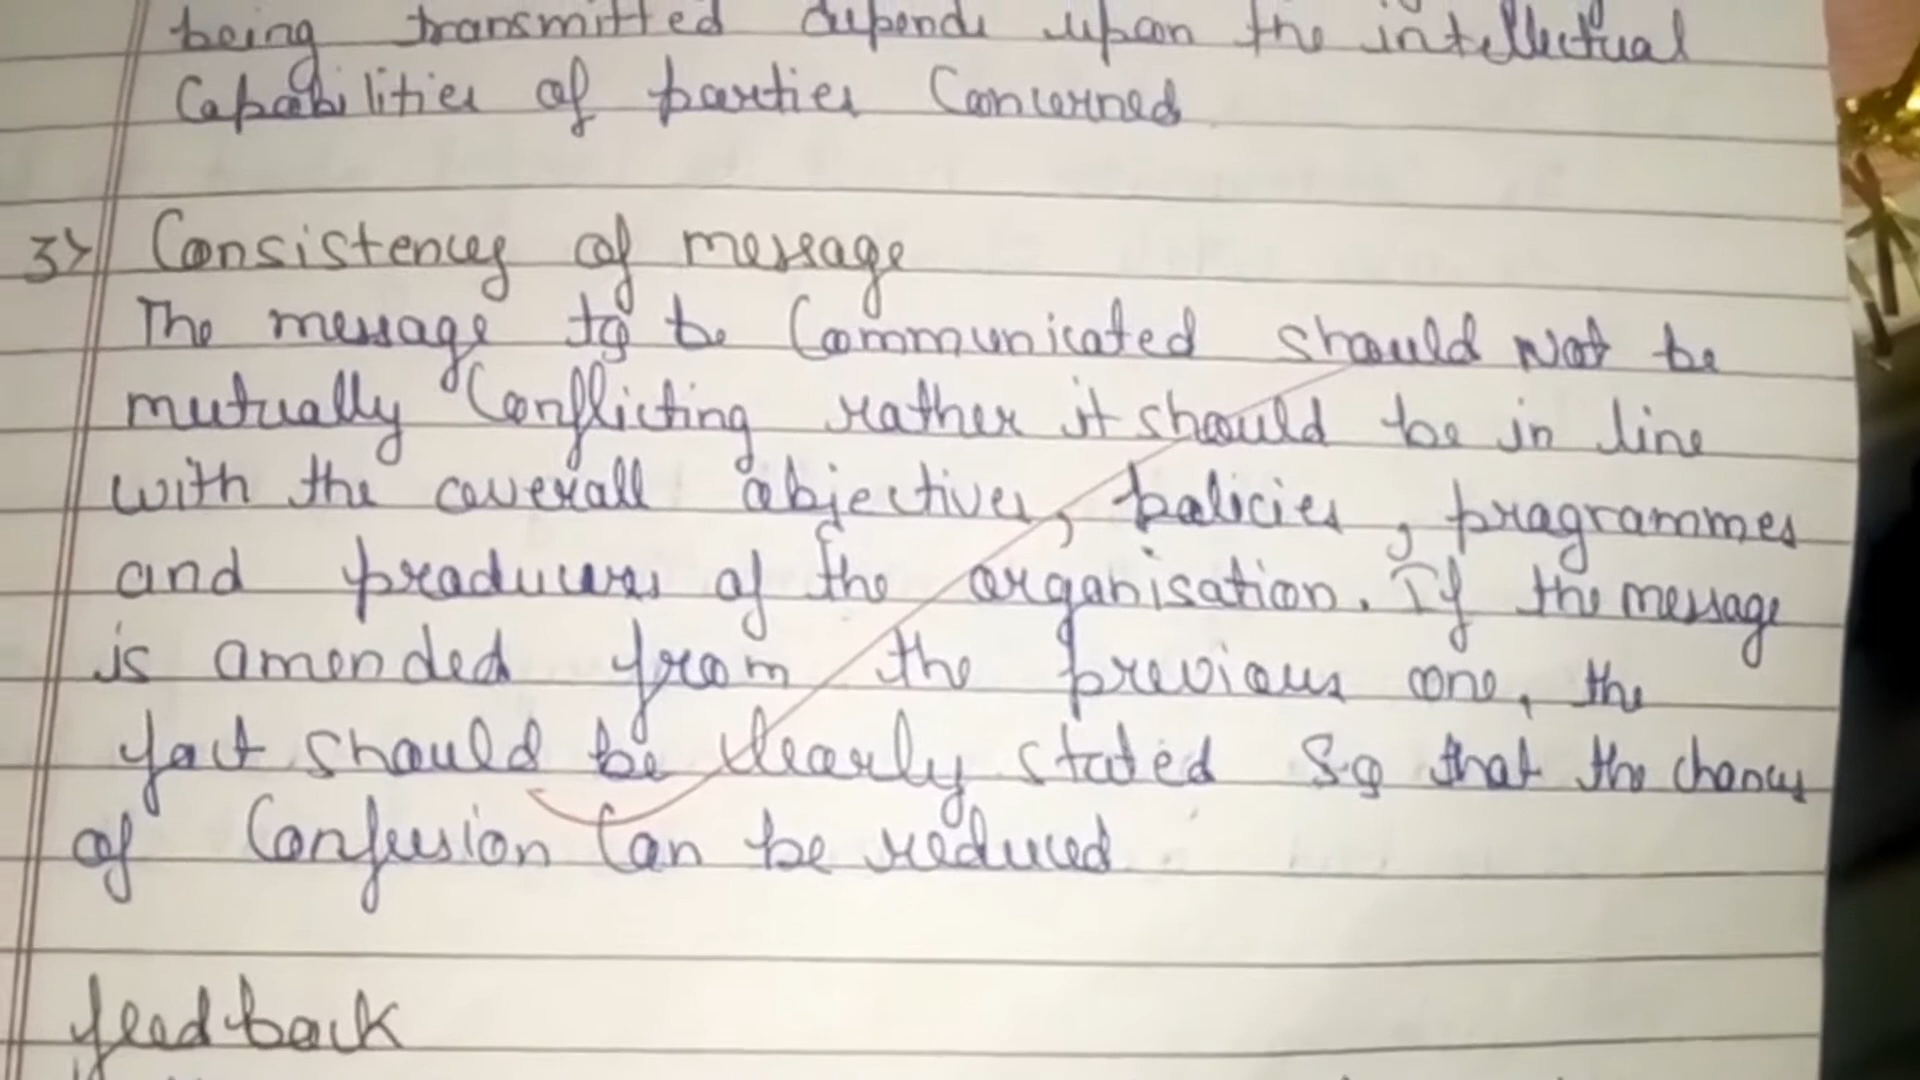 being transmitted depends upon the intellectual
Capabilities of parties Concerned
3> Consistency of message
The message to be Communicated should not be
mutually Conflicting rather it should be in line
with the overall objectives, policies, programmes
and producers of the organisation. If the message
is amended from the previous one, the
fact should be clearly stated so that the chances
of Confusion Can be reduced
feedback